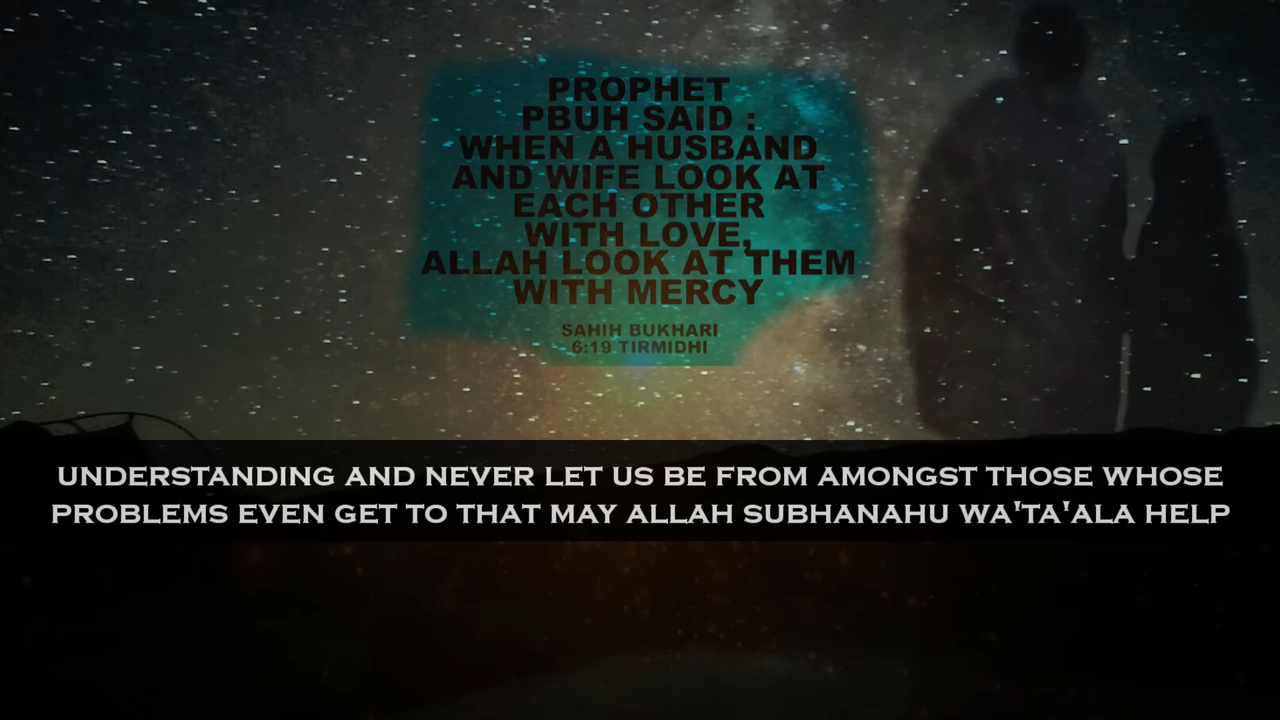 PROPHET
PBUH SAID :
WHEN A HUSBAND
AND WIFE LOOK AT
EACH OTHER
WITH LOVE,
ALLAH LOOK AT THEM
WITH MERCY
SAHIH BUKHARI
6:19 TIRMIDHI
UNDERSTANDING AND NEVER LET US BE FROM AMONGST THOSE WHOSE
PROBLEMS EVEN GET TO THAT MAY ALLAH SUBHANAHU WA'TA'ALA HELP